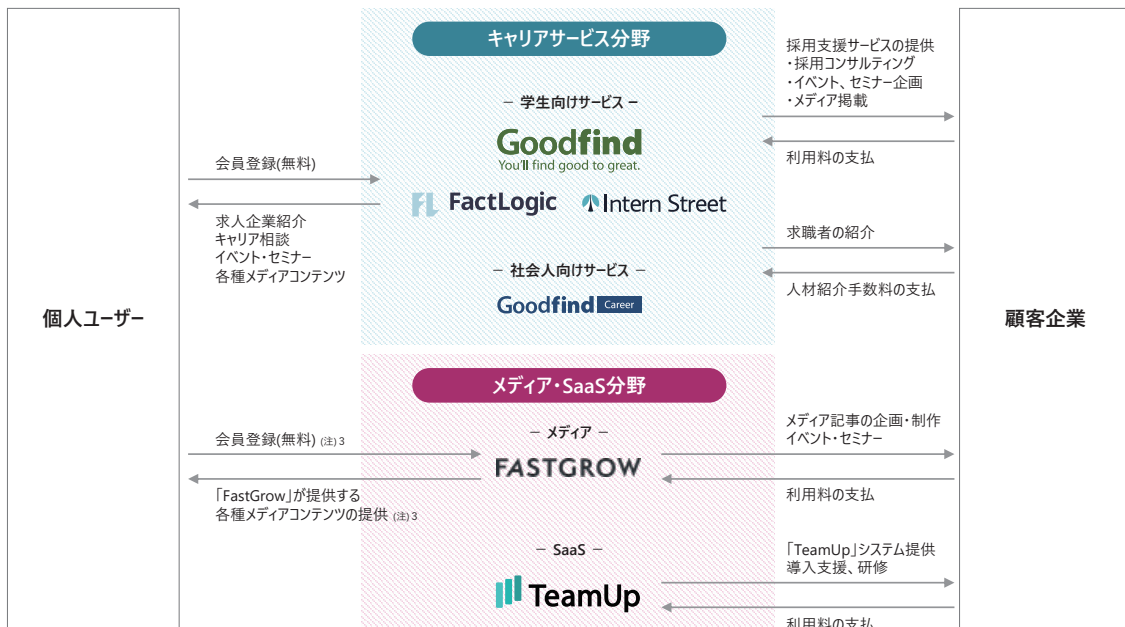 個人ユーザー
会員登録(無料)
求人企業紹介
キャリア相談
イベント・セミナー
各種メディアコンテンツ
会員登録(無料) (注) 3
「FastGrow」が提供する
各種メディアコンテンツの提供 (注) 3
キャリアサービス分野
－ 学生向けサービス －
Goodfind
You'll find good to great.
FL FactLogic
Intern Street
－ 社会人向けサービス －
Goodfind Career
メディア・SaaS分野
－ メディア －
FASTGROW
－ SaaS －
TeamUp
採用支援サービスの提供
・採用コンサルティング
・イベント、セミナー企画
・メディア掲載
利用料の支払
求職者の紹介
人材紹介手数料の支払
メディア記事の企画・制作
イベント・セミナー
利用料の支払
「TeamUp」システム提供
導入支援、研修
利用料の支払
顧客企業